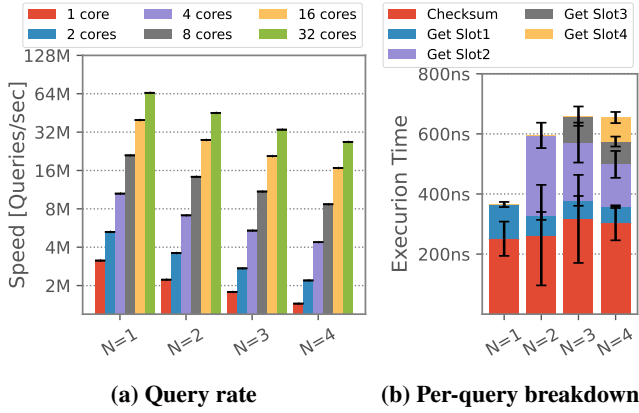 1 core 4 cores 16 cores
2 cores 8 cores 32 cores
128M
64M
32M
16M
8M
4M
2M
Speed [Queries/sec]
N=1 N=2 N=3 N=4
(a) Query rate
Checksum Get Slot3
Get Slot1 Get Slot4
Get Slot2
800ns
600ns
400ns
200ns
Execurion Time
N=1 N=2 N=3 N=4
(b) Per-query breakdown